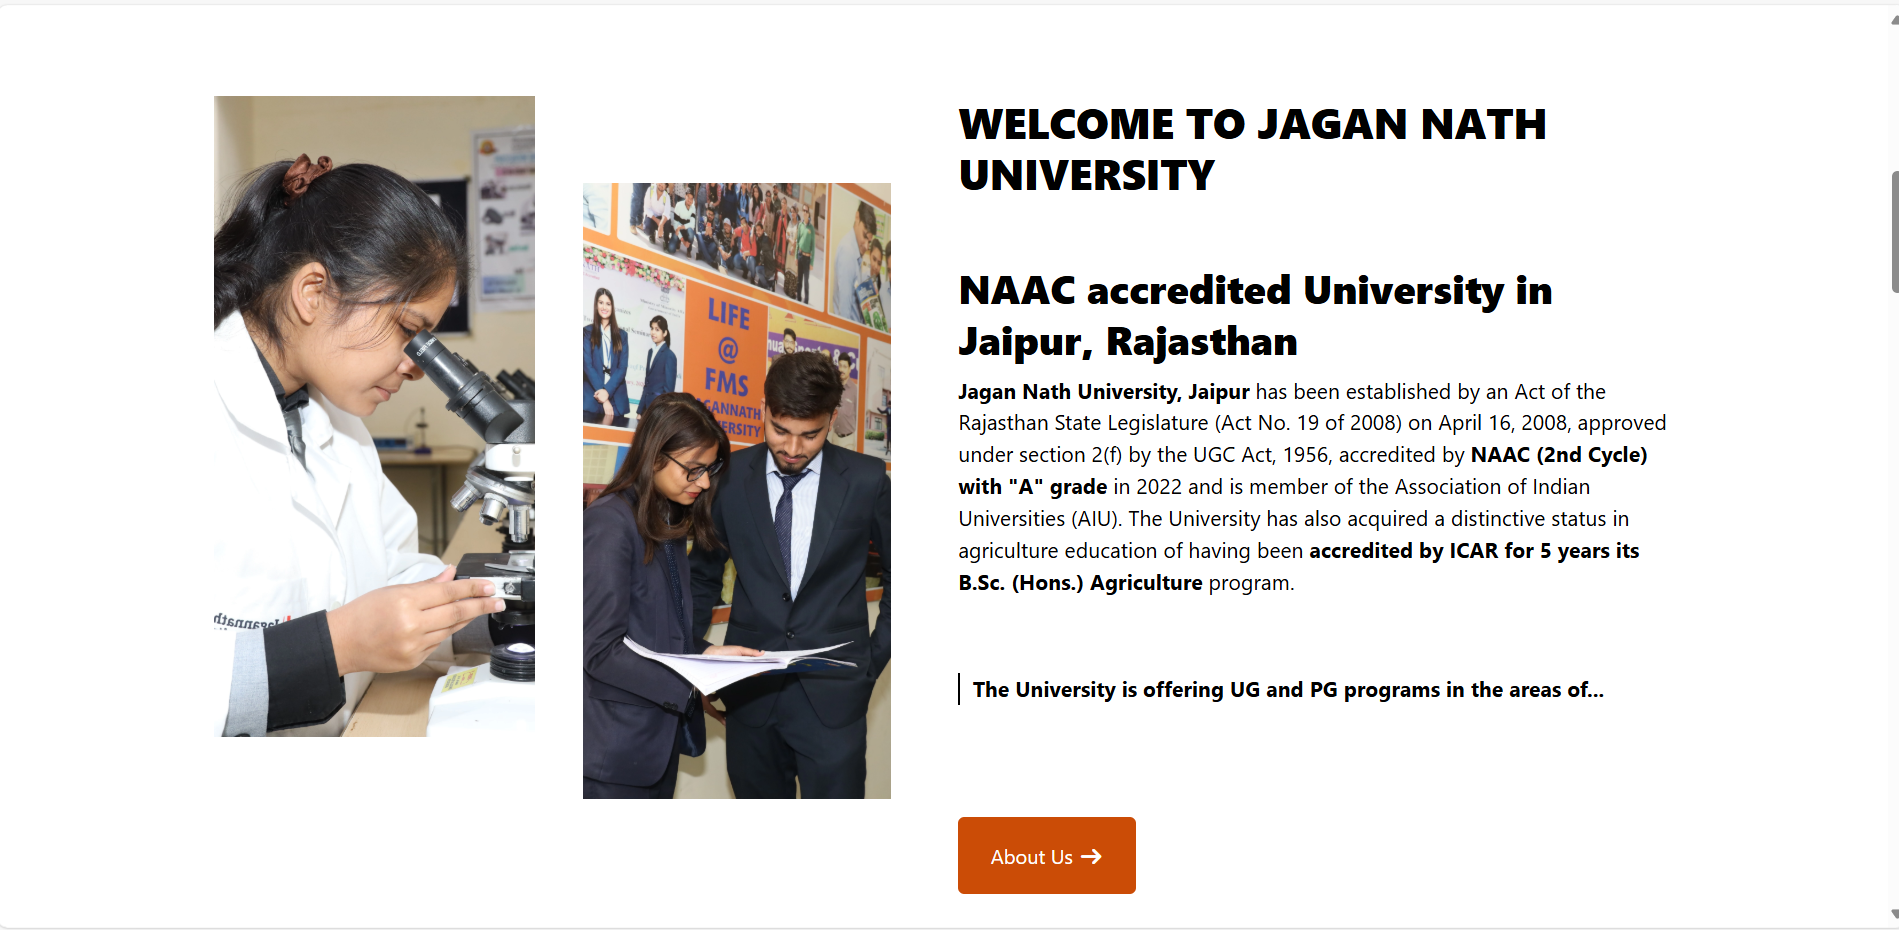 WELCOME TO JAGAN NATH
UNIVERSITY
NAAC accredited University in
Jaipur, Rajasthan
Jagan Nath University, Jaipur has been established by an Act of the
Rajasthan State Legislature (Act No. 19 of 2008) on April 16, 2008, approved
under section 2(f) by the UGC Act, 1956, accredited by NAAC (2nd Cycle)
with "A" grade in 2022 and is member of the Association of Indian
Universities (AIU). The University has also acquired a distinctive status in
agriculture education of having been accredited by ICAR for 5 years its
B.Sc. (Hons.) Agriculture program.
The University is offering UG and PG programs in the areas of...
About Us
LIFE
@
FMS